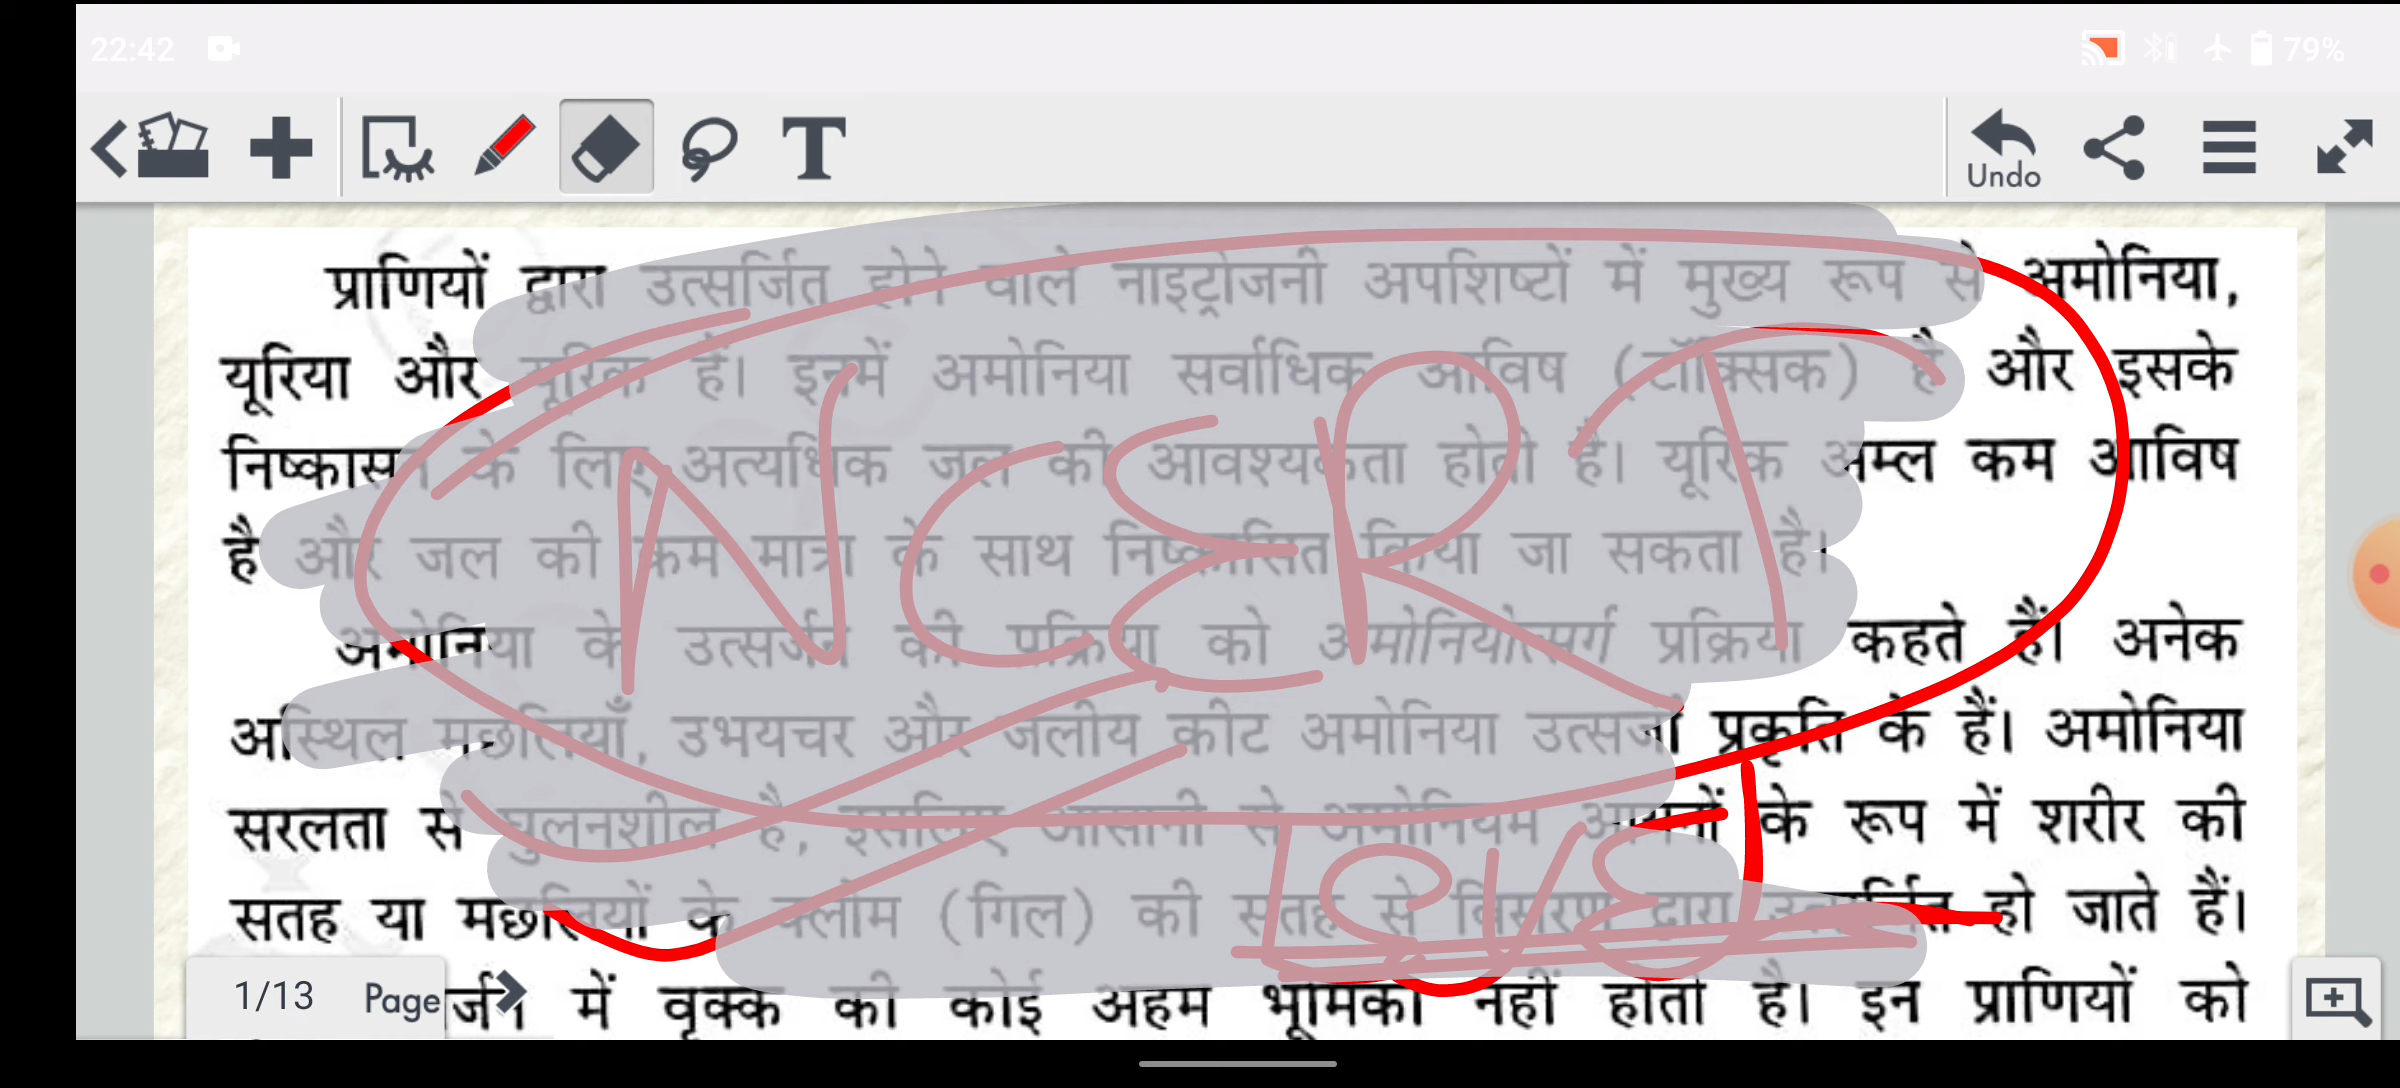 22:42 79%
Undo
प्राणियों द्वारा उत्सर्जित होने वाले नाइट्रोजनी अपशिष्टों में मुख्य रूप से अमोनिया,
यूरिया और यूरिक हैं। इनमें अमोनिया सर्वाधिक आविष (टॉक्सिक) है और इसके
निष्कासन के लिए अत्यधिक जल की आवश्यकता होती है। यूरिक अम्ल कम आविष
है और जल की कम मात्रा के साथ निष्कासित किया जा सकता है।
अमोनिया के उत्सर्जन की प्रक्रिया को अमोनियोत्सर्ग प्रक्रिया कहते हैं। अनेक
अस्थिल मछलियाँ, उभयचर और जलीय कीट अमोनिया उत्सर्जी प्रकृति के हैं। अमोनिया
सरलता से घुलनशील है, इसलिए आसानी से अमोनियम आयनों के रूप में शरीर की
सतह या मछलियों के क्लोम (गिल) की सतह से विसरण द्वारा उत्सर्जित हो जाते हैं।
में वृक्क की कोई अहम भूमिका नहीं होती है। इन प्राणियों को
NCERT
Level
1/13 Page